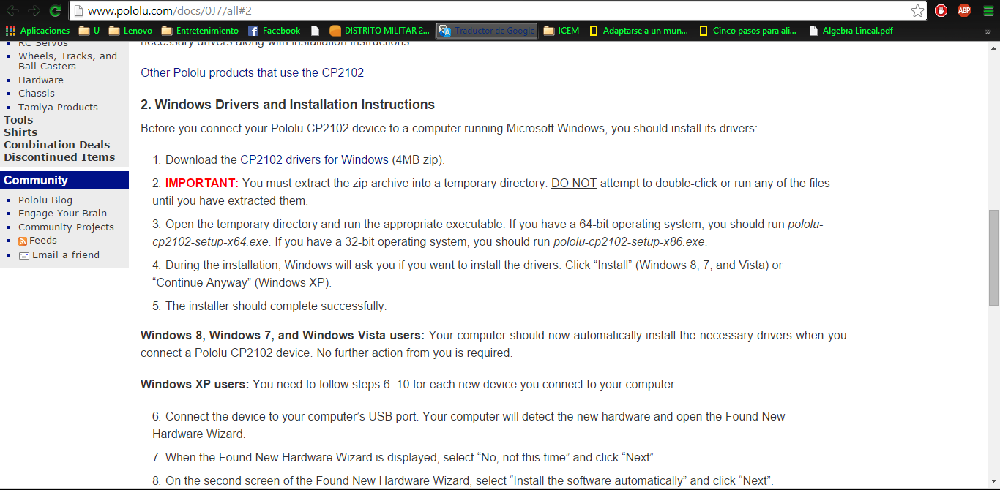 www.pololu.com/docs/0J7/all#2
ABP
Aplicaciones U Lenovo Entretenimiento Facebook DISTRITO MILITAR 2... Traductor de Google ICEM Adaptarse a un mun... Cinco pasos para ali... Algebra Lineal.pdf »
RC Servos
Wheels, Tracks, and
Ball Casters
Hardware
Chassis
Tamiya Products
Tools
Shirts
Combination Deals
Discontinued Items
Community
Pololu Blog
Engage Your Brain
Community Projects
Feeds
Email a friend
necessary drivers along with installation instructions.
Other Pololu products that use the CP2102
2. Windows Drivers and Installation Instructions
Before you connect your Pololu CP2102 device to a computer running Microsoft Windows, you should install its drivers:
1. Download the CP2102 drivers for Windows (4MB zip).
2. IMPORTANT: You must extract the zip archive into a temporary directory. DO NOT attempt to double-click or run any of the files
until you have extracted them.
3. Open the temporary directory and run the appropriate executable. If you have a 64-bit operating system, you should run pololu-
cp2102-setup-x64.exe. If you have a 32-bit operating system, you should run pololu-cp2102-setup-x86.exe.
4. During the installation, Windows will ask you if you want to install the drivers. Click “Install” (Windows 8, 7, and Vista) or
“Continue Anyway” (Windows XP).
5. The installer should complete successfully.
Windows 8, Windows 7, and Windows Vista users: Your computer should now automatically install the necessary drivers when you
connect a Pololu CP2102 device. No further action from you is required.
Windows XP users: You need to follow steps 6–10 for each new device you connect to your computer.
6. Connect the device to your computer’s USB port. Your computer will detect the new hardware and open the Found New
Hardware Wizard.
7. When the Found New Hardware Wizard is displayed, select “No, not this time” and click “Next”.
8. On the second screen of the Found New Hardware Wizard, select “Install the software automatically” and click “Next”.